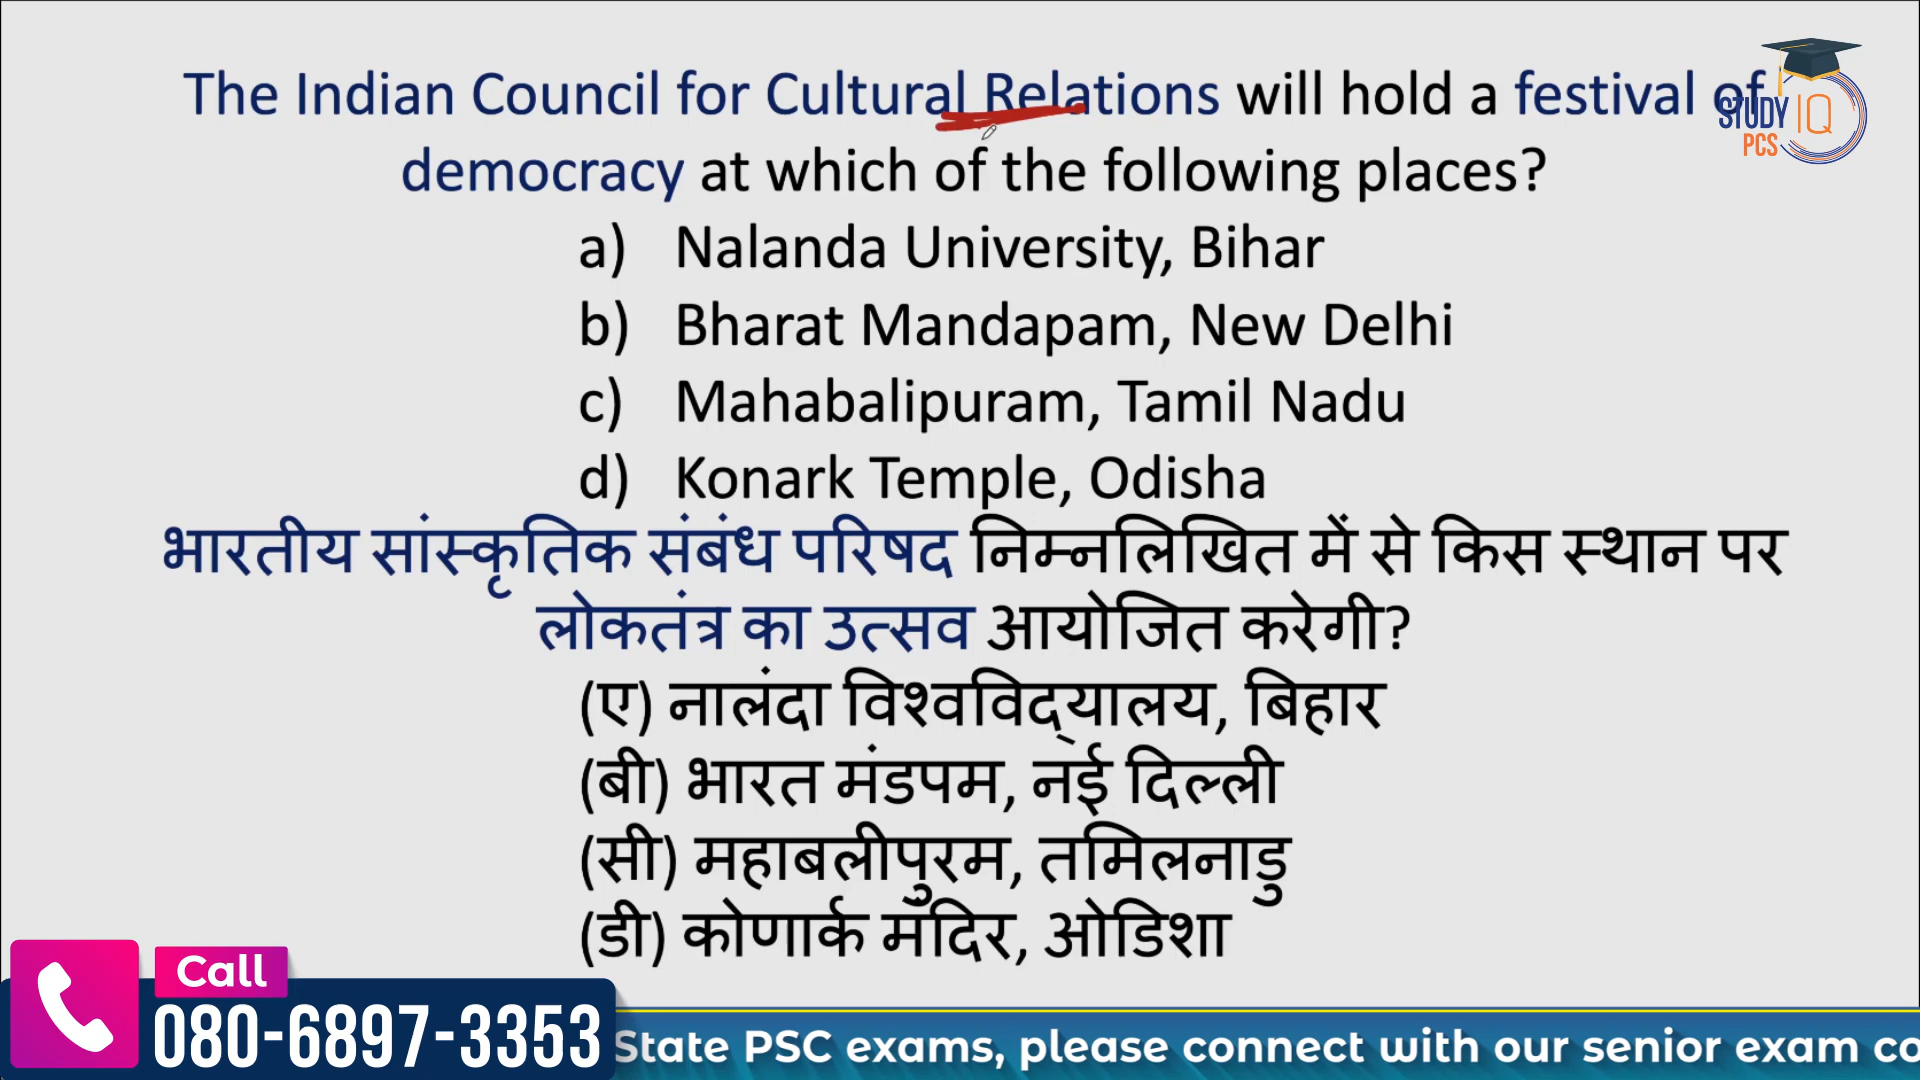 The Indian Council for Cultural Relations will hold a festival of
democracy at which of the following places?
a) Nalanda University, Bihar
b) Bharat Mandapam, New Delhi
c) Mahabalipuram, Tamil Nadu
d) Konark Temple, Odisha
भारतीय सांस्कृतिक संबंध परिषद निम्नलिखित में से किस स्थान पर
लोकतंत्र का उत्सव आयोजित करेगी?
(ए) नालंदा विश्वविद्यालय, बिहार
(बी) भारत मंडपम, नई दिल्ली
(सी) महाबलीपुरम, तमिलनाडु
(डी) कोणार्क मंदिर, ओडिशा
STUDY IQ
PCS
Call
080-6897-3353
State PSC exams, please connect with our senior exam co